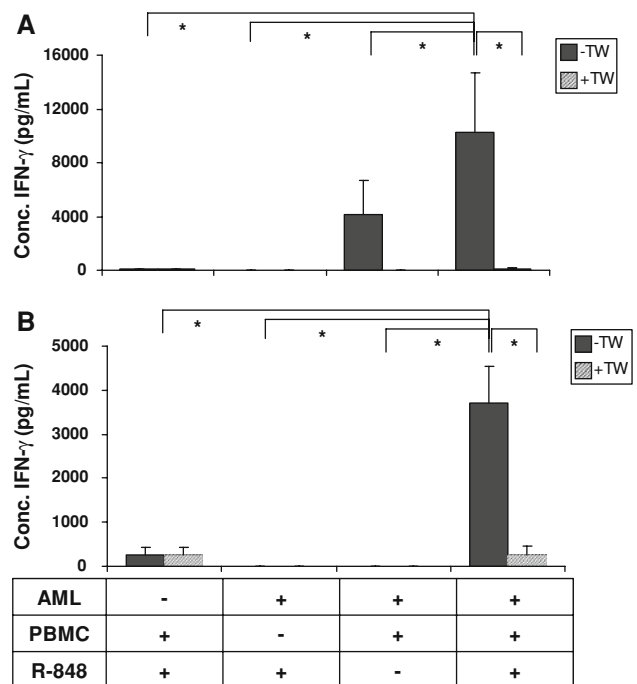 A
* * * *
-TW
+TW
Conc. IFN-γ (pg/mL)
16000
12000
8000
4000
0
B
* * * *
-TW
+TW
Conc. IFN-γ (pg/mL)
5000
4000
3000
2000
1000
0
AML - + + +
PBMC + - + +
R-848 + + - +